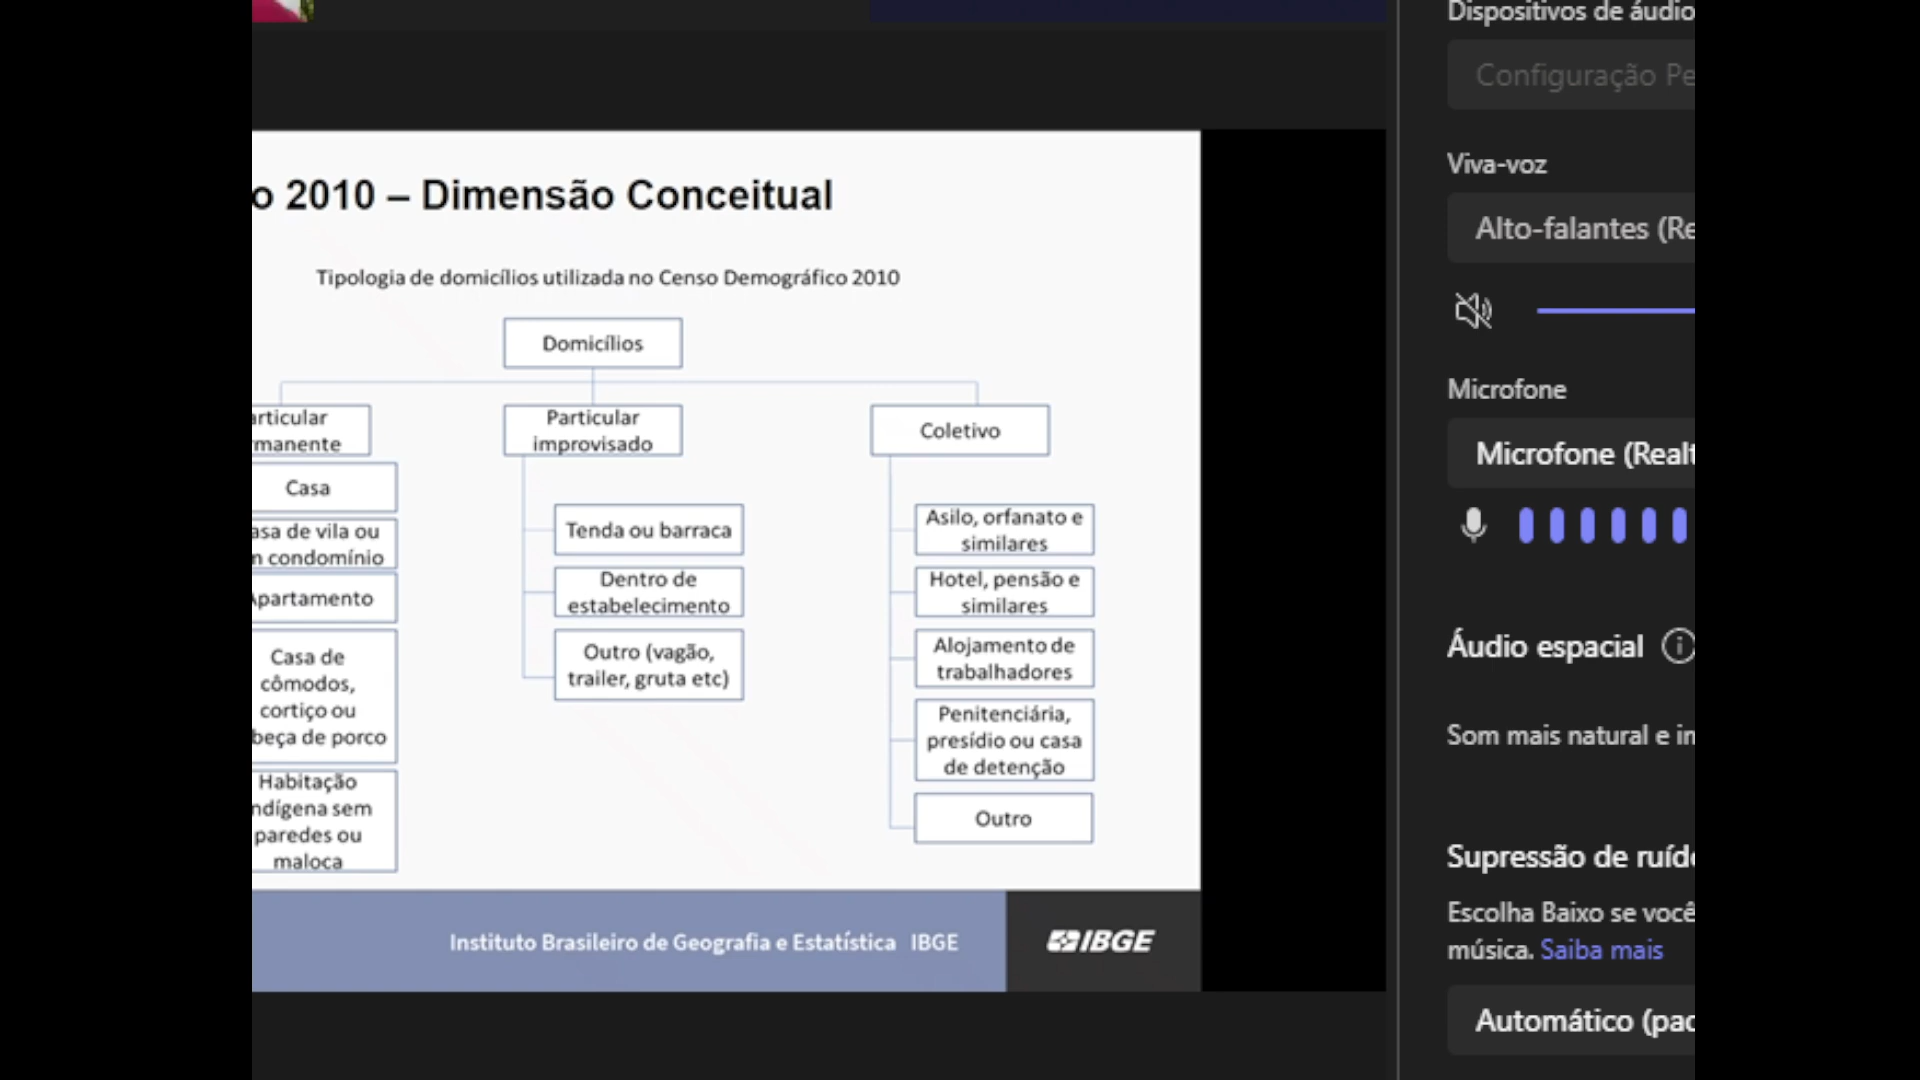 o 2010 – Dimensão Conceitual
Tipologia de domicílios utilizada no Censo Demográfico 2010
Domicílios
articular
manente
Casa
asa de vila ou
n condomínio
Apartamento
Casa de
cômodos,
cortiço ou
beça de porco
Habitação
ndígena sem
paredes ou
maloca
Particular
improvisado
Tenda ou barraca
Dentro de
estabelecimento
Outro (vagão,
trailer, gruta etc)
Coletivo
Asilo, orfanato e
similares
Hotel, pensão e
similares
Alojamento de
trabalhadores
Penitenciária,
presídio ou casa
de detenção
Outro
Instituto Brasileiro de Geografia e Estatística IBGE
IBGE
Dispositivos de áudio
Configuração Pe
Viva-voz
Alto-falantes (Re
Microfone
Microfone (Realt
Áudio espacial
Som mais natural e in
Supressão de ruído
Escolha Baixo se você
música. Saiba mais
Automático (pad